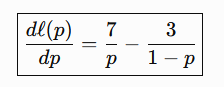 dℓ(p)/dp = 7/p − 3/(1 − p)